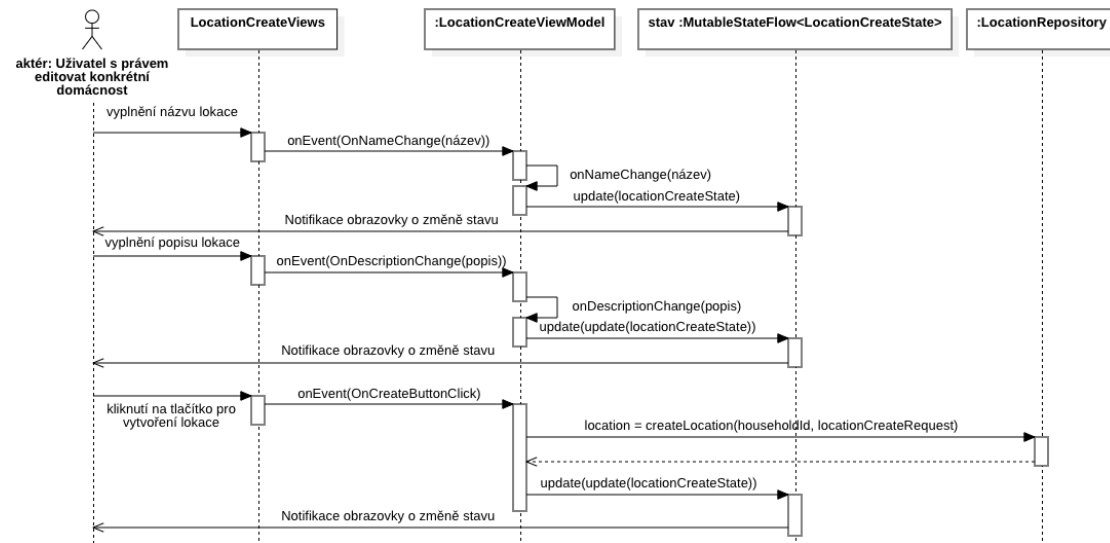 LocationCreateViews
:LocationCreateViewModel
stav :MutableStateFlow<LocationCreateState>
:LocationRepository
aktér: Uživatel s právem
editovat konkrétní
domácnost
vyplnění názvu lokace
onEvent(OnNameChange(název))
onNameChange(název)
update(locationCreateState)
Notifikace obrazovky o změně stavu
vyplnění popisu lokace
onEvent(OnDescriptionChange(popis))
onDescriptionChange(popis)
update(update(locationCreateState))
Notifikace obrazovky o změně stavu
onEvent(OnCreateButtonClick)
kliknutí na tlačítko pro
vytvoření lokace
location = createLocation(householdId, locationCreateRequest)
update(update(locationCreateState))
Notifikace obrazovky o změně stavu